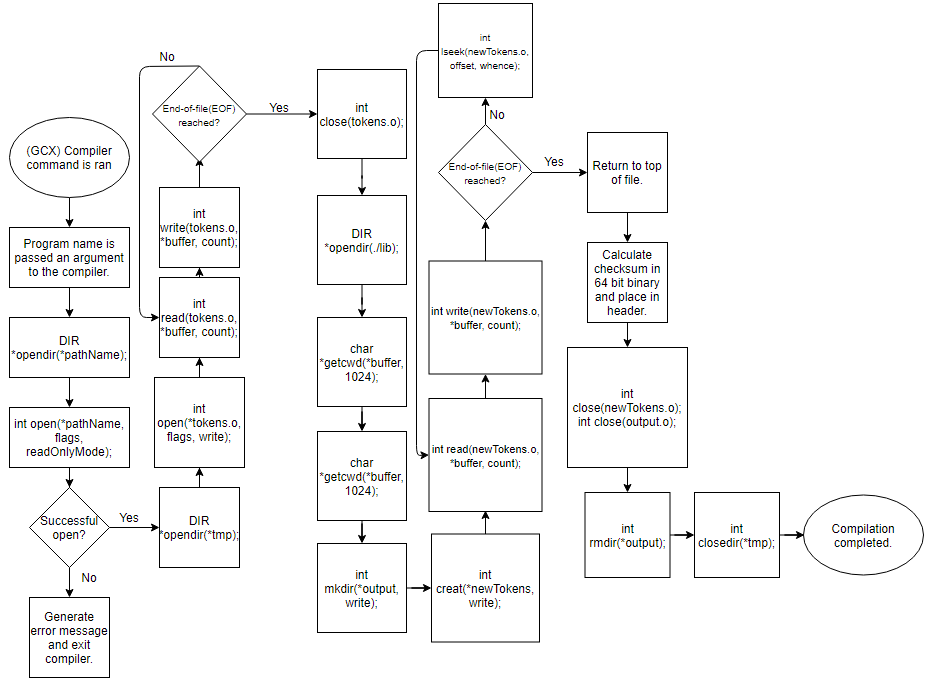 (GCX) Compiler
command is ran
Program name is
passed an argument
to the compiler.
DIR
*opendir(*pathName);
int open(*pathName,
flags,
readOnlyMode);
Successful
open?
Yes
No
Generate
error message
and exit
compiler.
DIR
*opendir(*tmp);
int
open(*tokens.o,
flags, write);
int
read(tokens.o,
*buffer, count);
int
write(tokens.o,
*buffer, count);
End-of-file(EOF)
reached?
No
Yes
int
close(tokens.o);
DIR
*opendir(./lib);
char
*getcwd(*buffer,
1024);
char
*getcwd(*buffer,
1024);
int
mkdir(*output,
write);
int
creat(*newTokens,
write);
int read(newTokens.o,
*buffer, count);
int write(newTokens.o,
*buffer, count);
End-of-file(EOF)
reached?
No
int
lseek(newTokens.o,
offset, whence);
Yes
Return to top
of file.
Calculate
checksum in
64 bit binary
and place in
header.
int
close(newTokens.o);
int close(output.o);
int
rmdir(*output);
int
closedir(*tmp);
Compilation
completed.